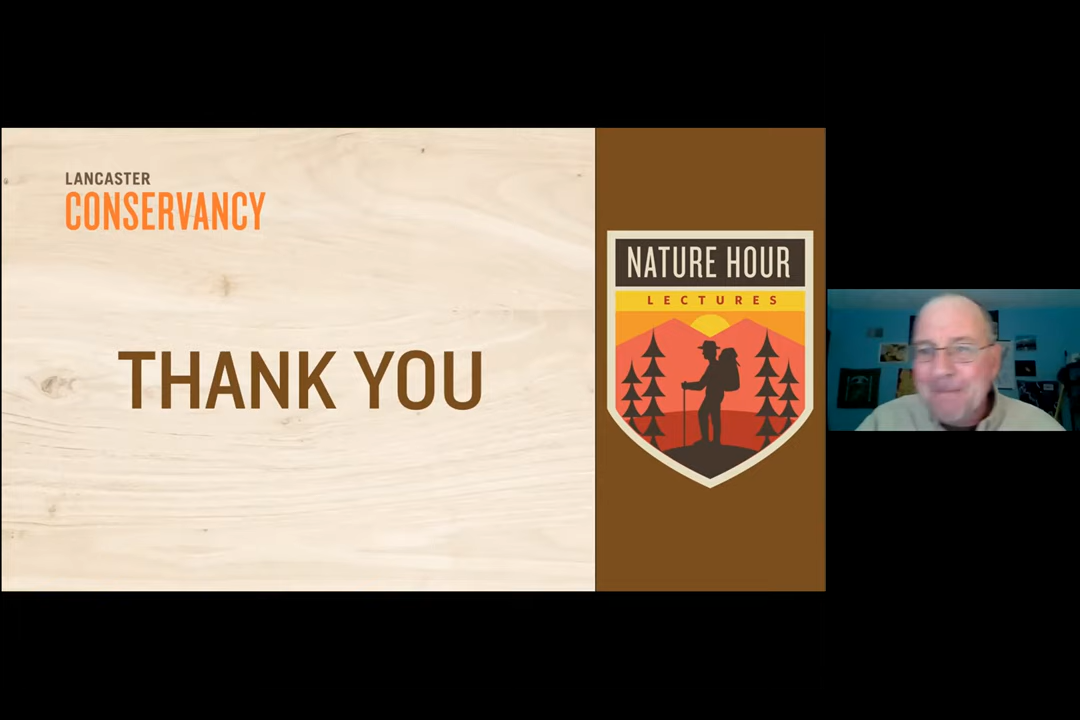 LANCASTER
CONSERVANCY
THANK YOU
NATURE HOUR
LECTURES